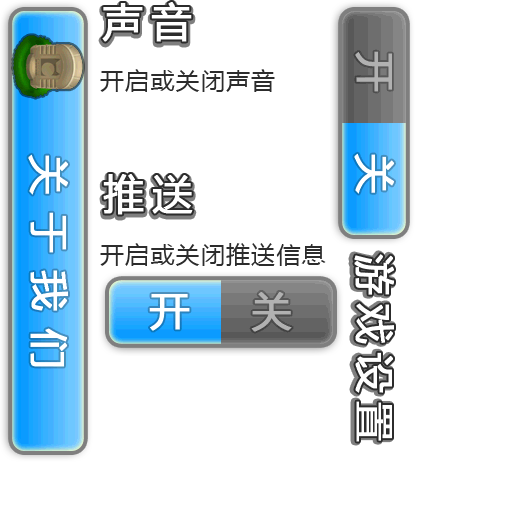 声音
开启或关闭声音
推送
开启或关闭推送信息
开 关
关于我们
开 关
游戏设置